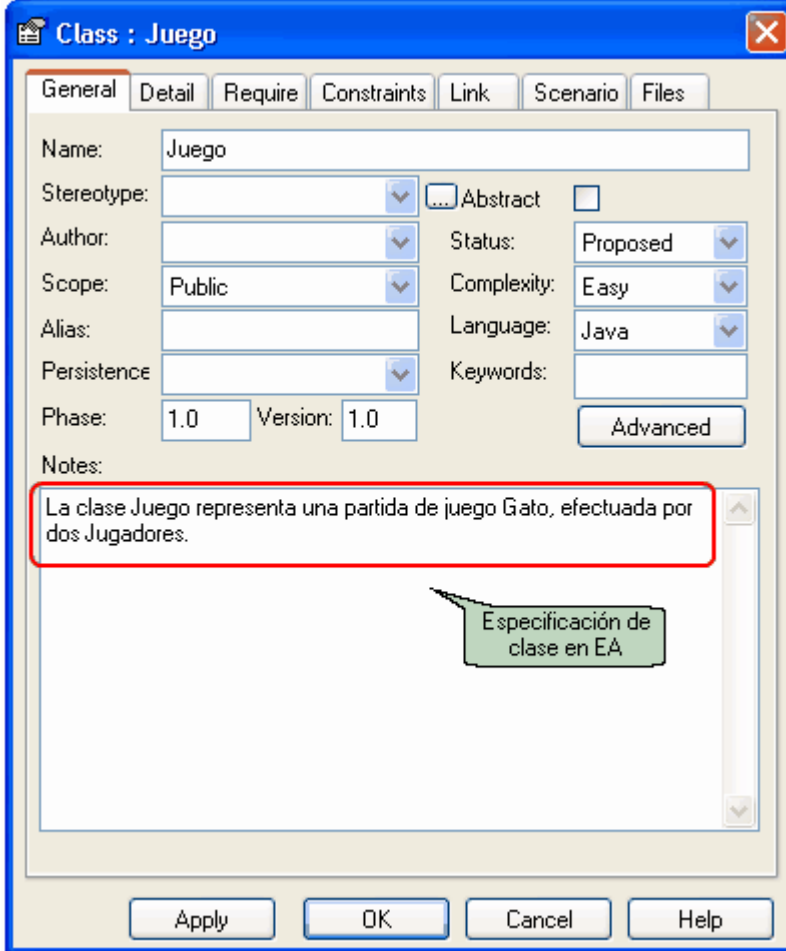 Class : Juego
General Detail Require Constraints Link Scenario Files
Name: Juego
Stereotype: ... Abstract
Author: Status: Proposed
Scope: Public Complexity: Easy
Alias: Language: Java
Persistence Keywords:
Phase: 1.0 Version: 1.0 Advanced
Notes:
La clase Juego representa una partida de juego Gato, efectuada por
dos Jugadores.
Especificación de
clase en EA
Apply OK Cancel Help